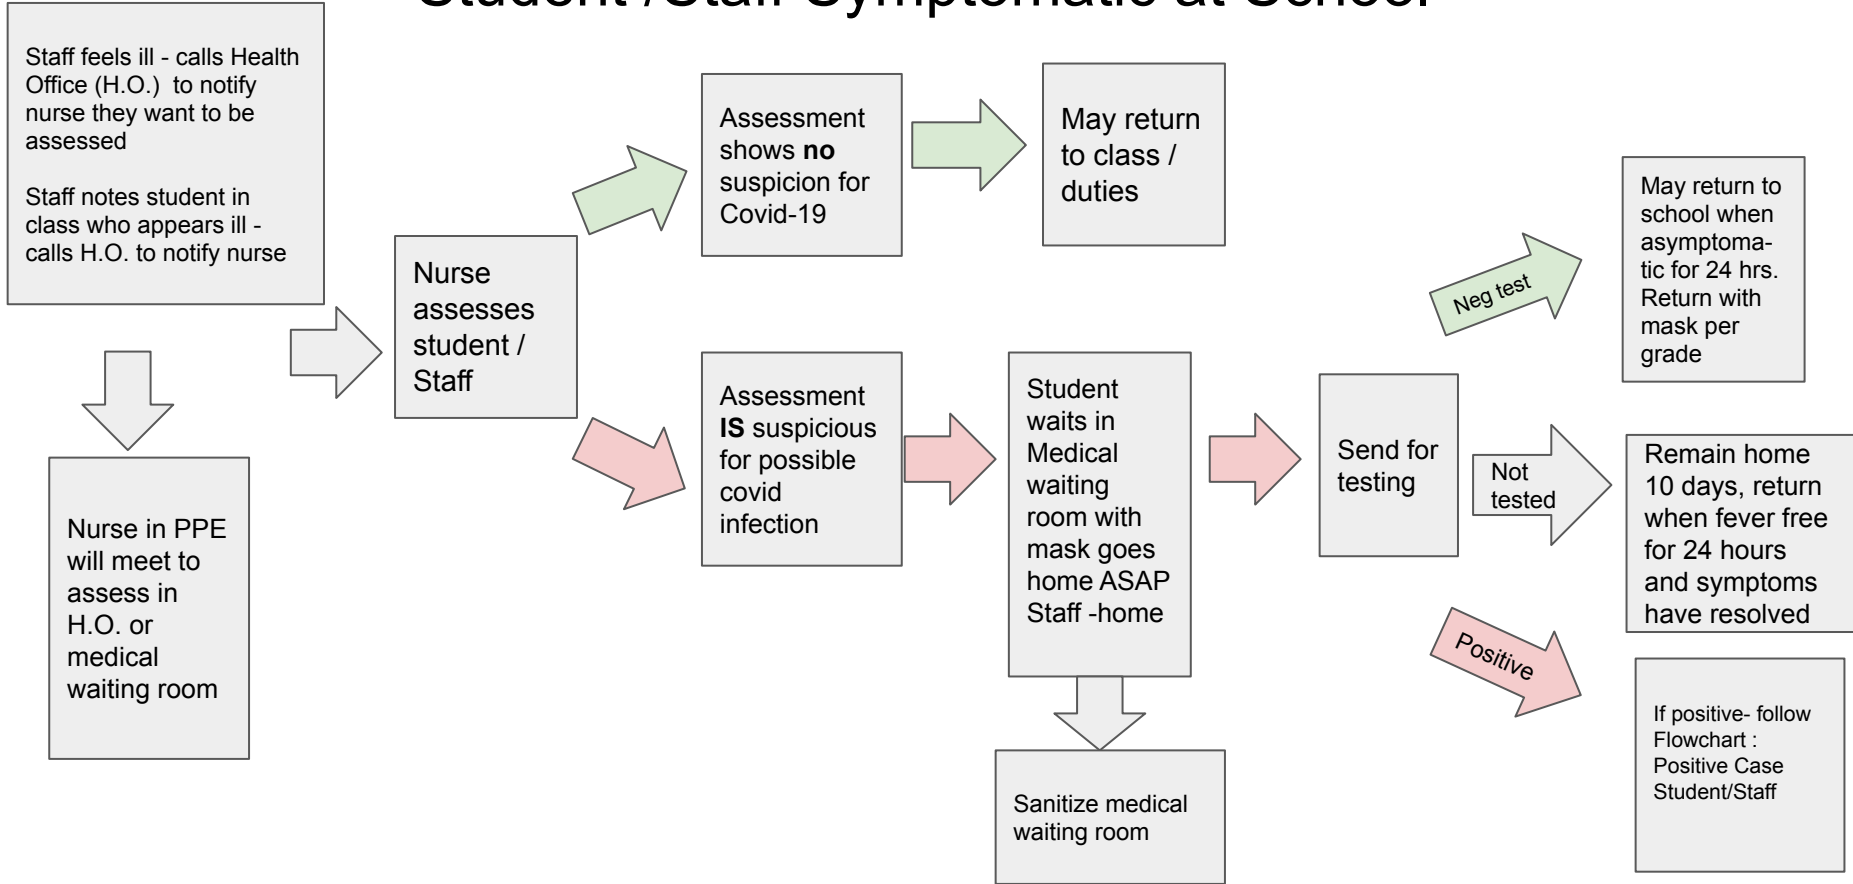 Student /Staff Symptomatic at School
Staff feels ill - calls Health
Office (H.O.)  to notify
nurse they want to be
assessed
Staff notes student in
class who appears ill -
calls H.O. to notify nurse
Nurse in PPE
will meet to
assess in
H.O. or
medical
waiting room
Nurse
assesses
student /
Staff
Assessment
shows no
suspicion for
Covid-19
May return
to class /
duties
Assessment
IS suspicious
for possible
covid
infection
Student
waits in
Medical
waiting
room with
mask goes
home ASAP
Staff -home
Sanitize medical
waiting room
Send for
testing
Neg test
May return to
school when
asymptoma-
tic for 24 hrs.
Return with
mask per
grade
Not
tested
Remain home
10 days, return
when fever free
for 24 hours
and symptoms
have resolved
Positive
If positive- follow
Flowchart :
Positive Case
Student/Staff